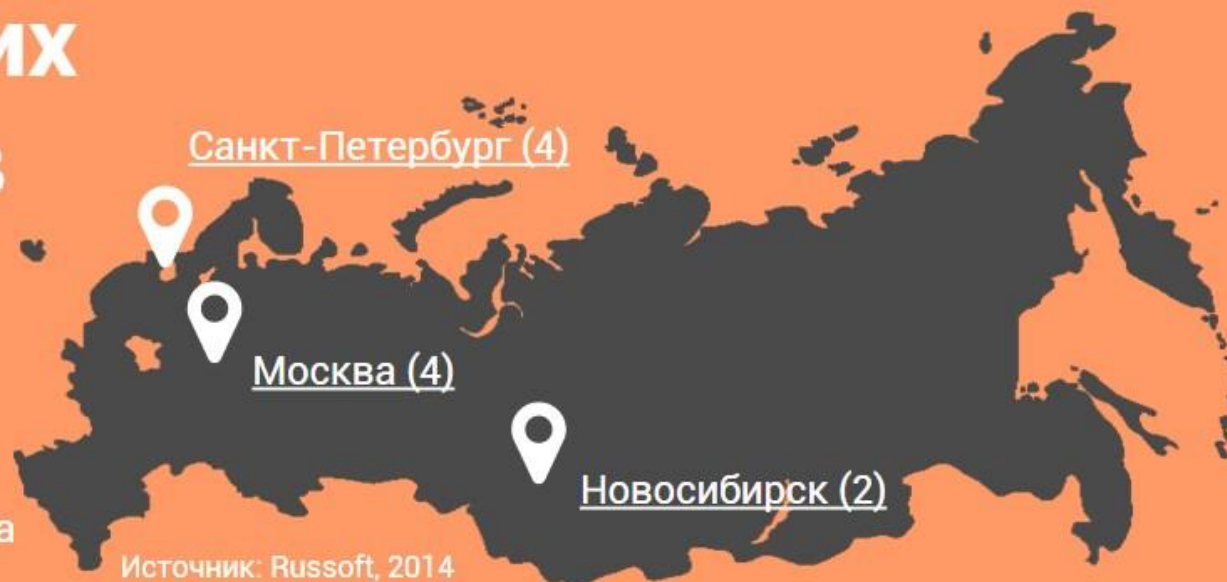 их
в
Санкт-Петербург (4)
Москва (4)
Новосибирск (2)
а
Источник: Russoft, 2014